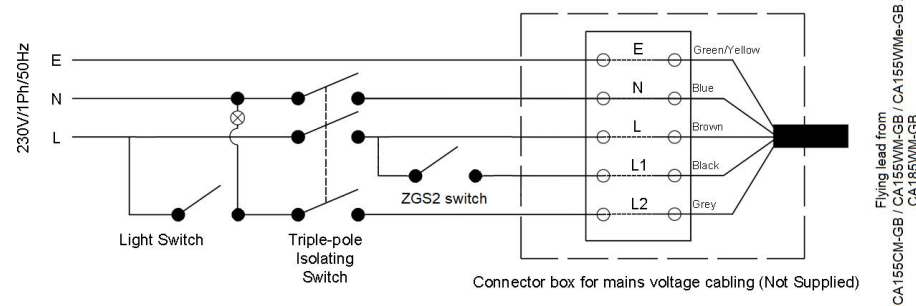 230V/1Ph/50Hz
E
N
L
Light Switch
Triple-pole
Isolating
Switch
ZGS2 switch
E
N
L
L1
L2
Green/Yellow
Blue
Brown
Black
Grey
Connector box for mains voltage cabling (Not Supplied)
Flying lead from
CA155CM-GB / CA155WM-GB / CA155WMe-GB /
CA185WM-GB